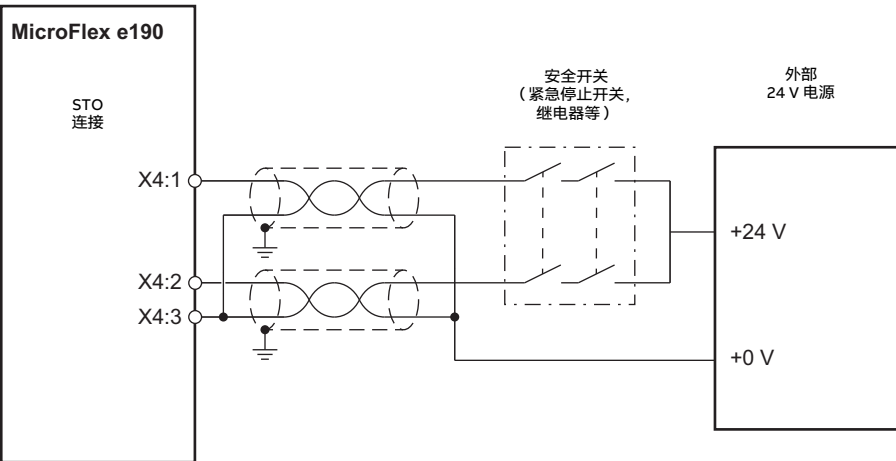 MicroFlex e190
STO
连接
安全开关
（紧急停止开关，
继电器等）
外部
24 V 电源
X4:1
X4:2
X4:3
+24 V
+0 V